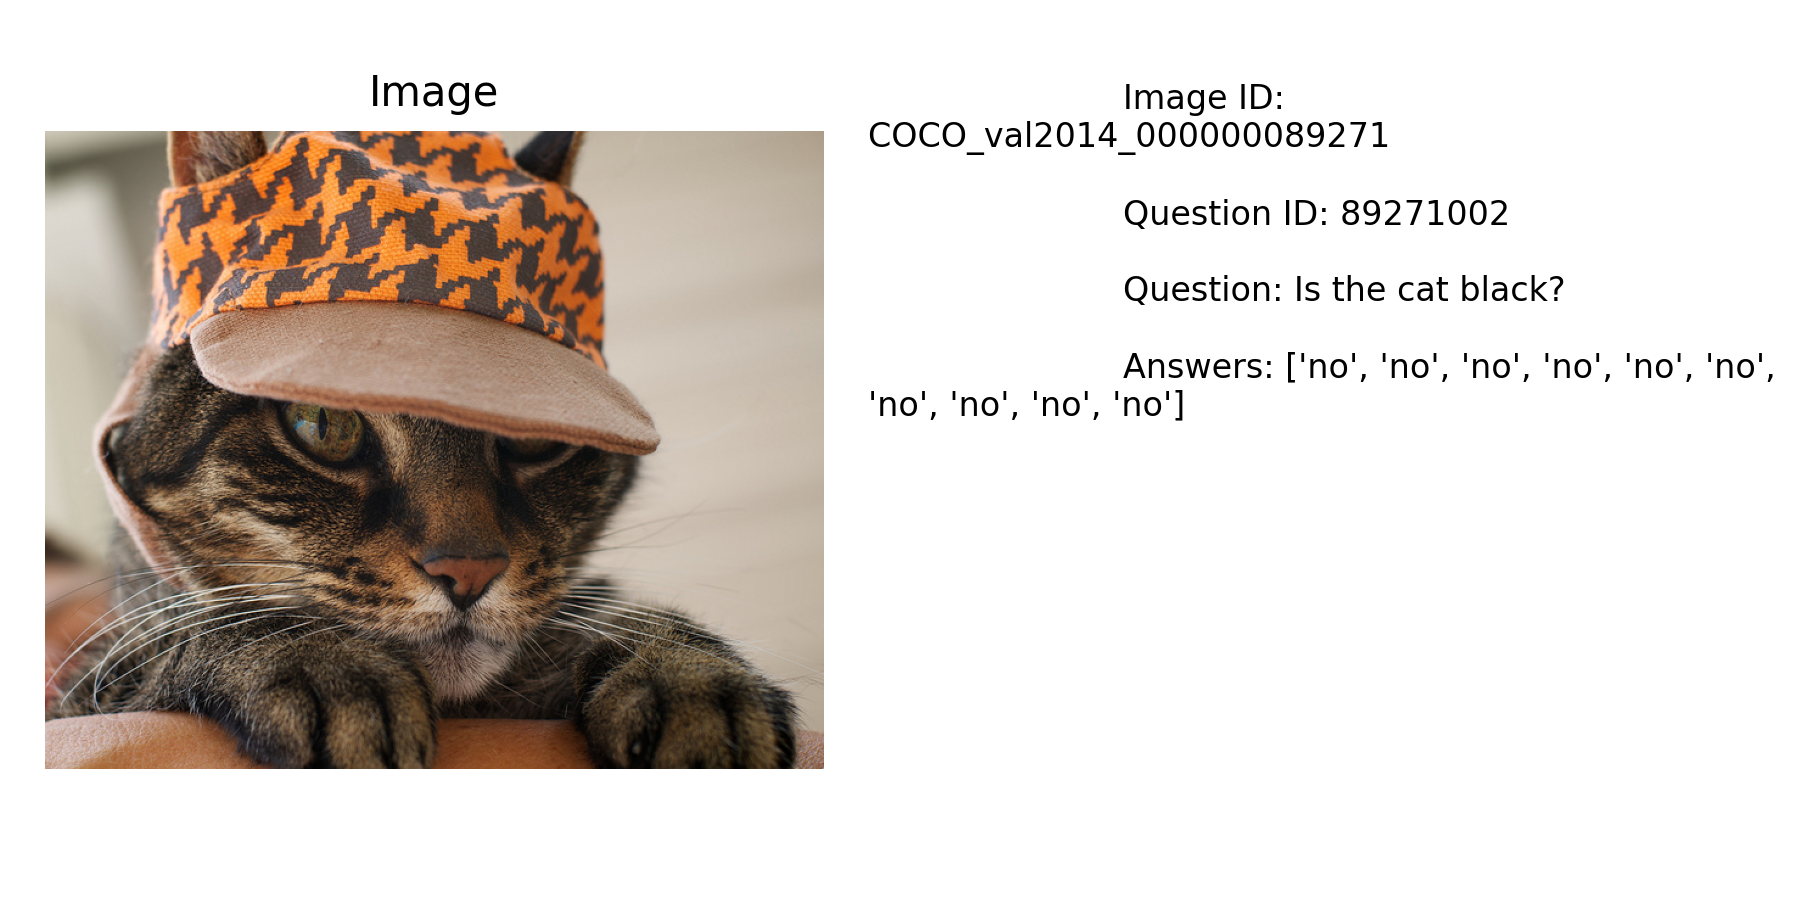 Image
Image ID:
COCO_val2014_000000089271
Question ID: 89271002
Question: Is the cat black?
Answers: ['no', 'no', 'no', 'no', 'no', 'no',
'no', 'no', 'no', 'no']